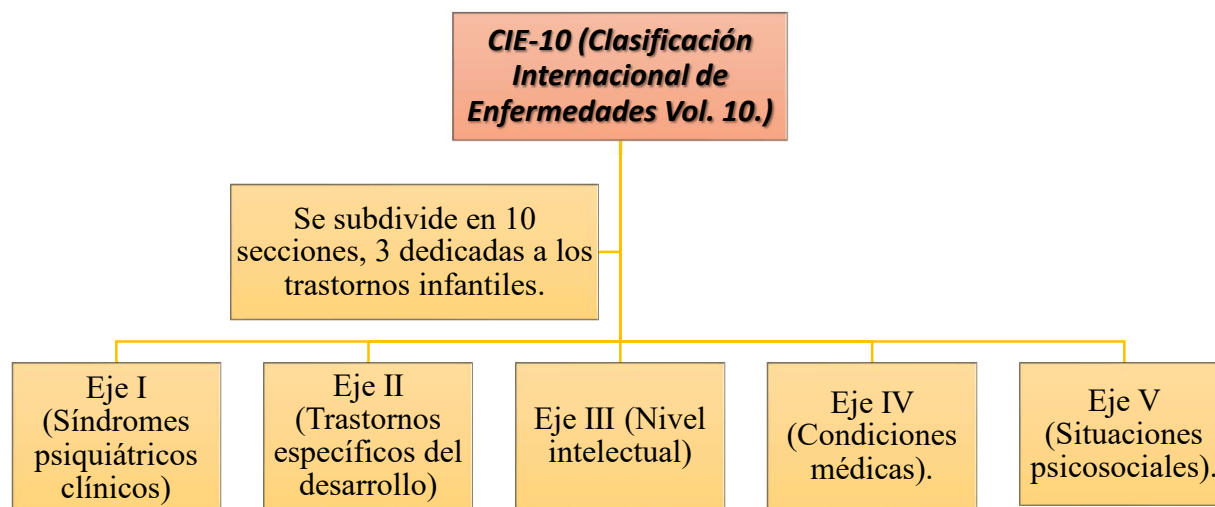 CIE-10 (Clasificación
Internacional de
Enfermedades Vol. 10.)
Se subdivide en 10
secciones, 3 dedicadas a los
trastornos infantiles.
Eje I
(Síndromes
psiquiátricos
clínicos)
Eje II
(Trastornos
específicos del
desarrollo)
Eje III (Nivel
intelectual)
Eje IV
(Condiciones
médicas).
Eje V
(Situaciones
psicosociales).